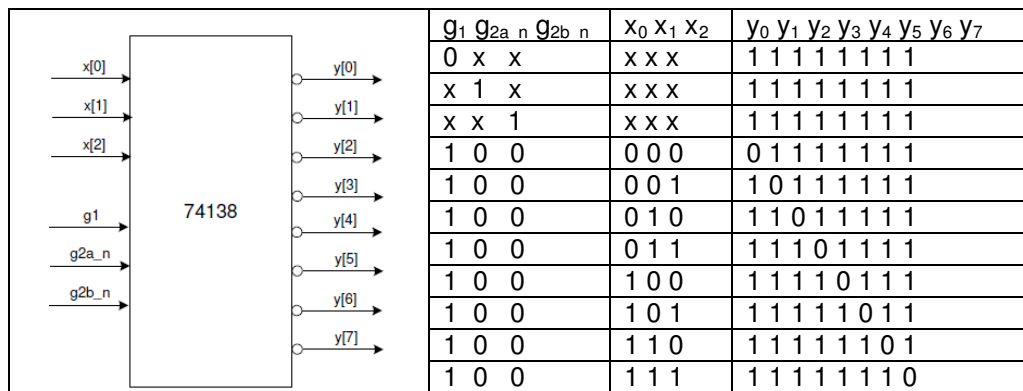 x[0]
x[1]
x[2]
g1
g2a_n
g2b_n
74138
y[0]
y[1]
y[2]
y[3]
y[4]
y[5]
y[6]
y[7]
g1 g2a_n g2b_n x0 x1 x2 y0 y1 y2 y3 y4 y5 y6 y7
0 x x x x x 1 1 1 1 1 1 1 1
x 1 x x x x 1 1 1 1 1 1 1 1
x x 1 x x x 1 1 1 1 1 1 1 1
1 0 0 0 0 0 0 1 1 1 1 1 1 1
1 0 0 0 0 1 1 0 1 1 1 1 1 1
1 0 0 0 1 0 1 1 0 1 1 1 1 1
1 0 0 0 1 1 1 1 1 0 1 1 1 1
1 0 0 1 0 0 1 1 1 1 0 1 1 1
1 0 0 1 0 1 1 1 1 1 1 0 1 1
1 0 0 1 1 0 1 1 1 1 1 1 0 1
1 0 0 1 1 1 1 1 1 1 1 1 1 0